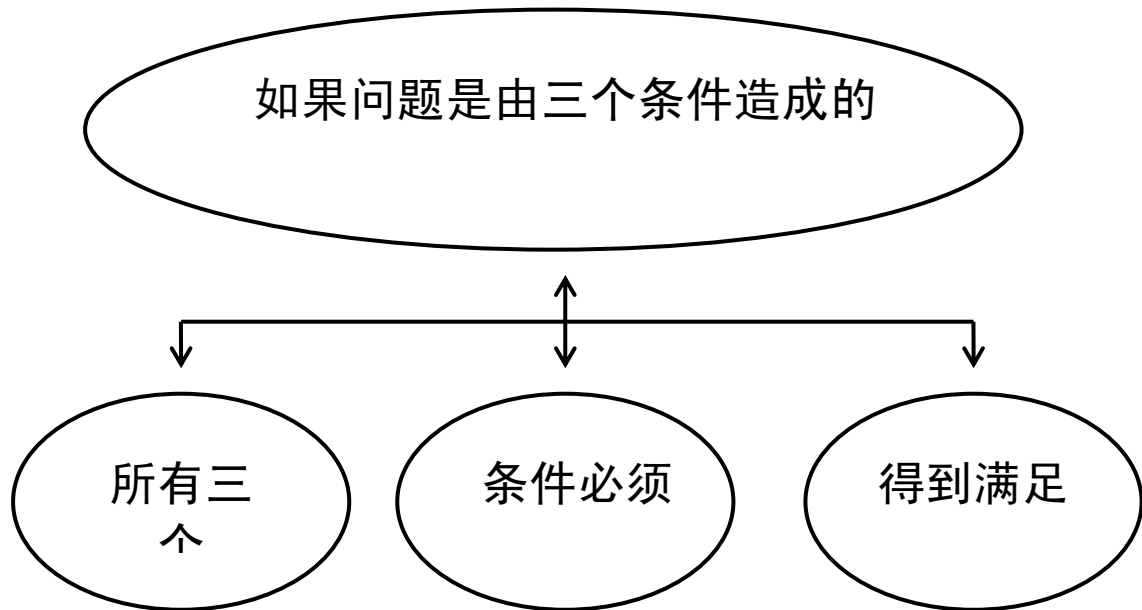 如果问题是由三个条件造成的
所有三
个
条件必须
得到满足